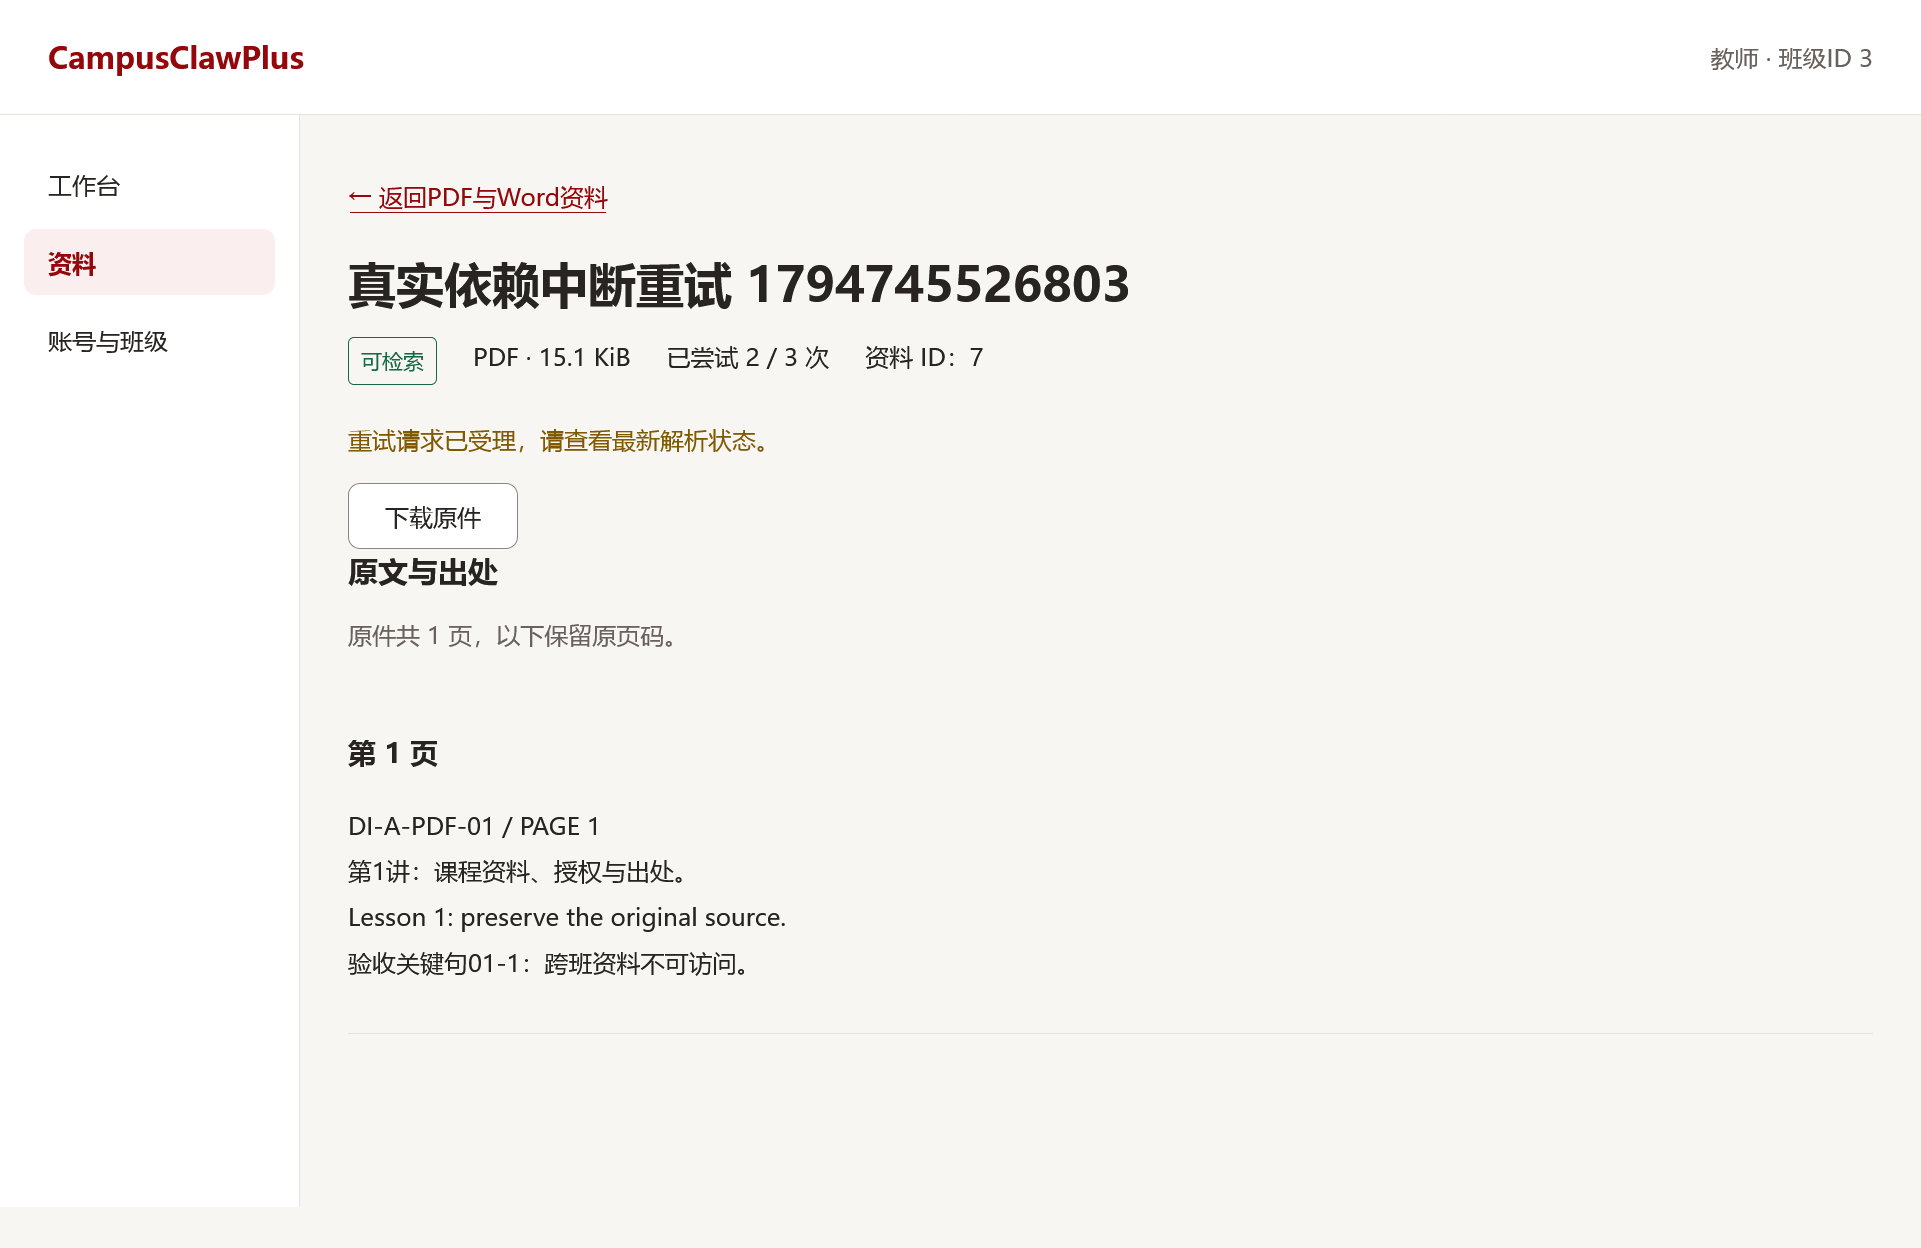 CampusClawPlus
教师 · 班级ID 3
工作台
资料
账号与班级
← 返回PDF与Word资料
真实依赖中断重试 1794745526803
可检索 PDF · 15.1 KiB 已尝试 2 / 3 次 资料 ID：7
重试请求已受理，请查看最新解析状态。
下载原件
原文与出处
原件共 1 页，以下保留原页码。
第 1 页
DI-A-PDF-01 / PAGE 1
第1讲：课程资料、授权与出处。
Lesson 1: preserve the original source.
验收关键句01-1：跨班资料不可访问。